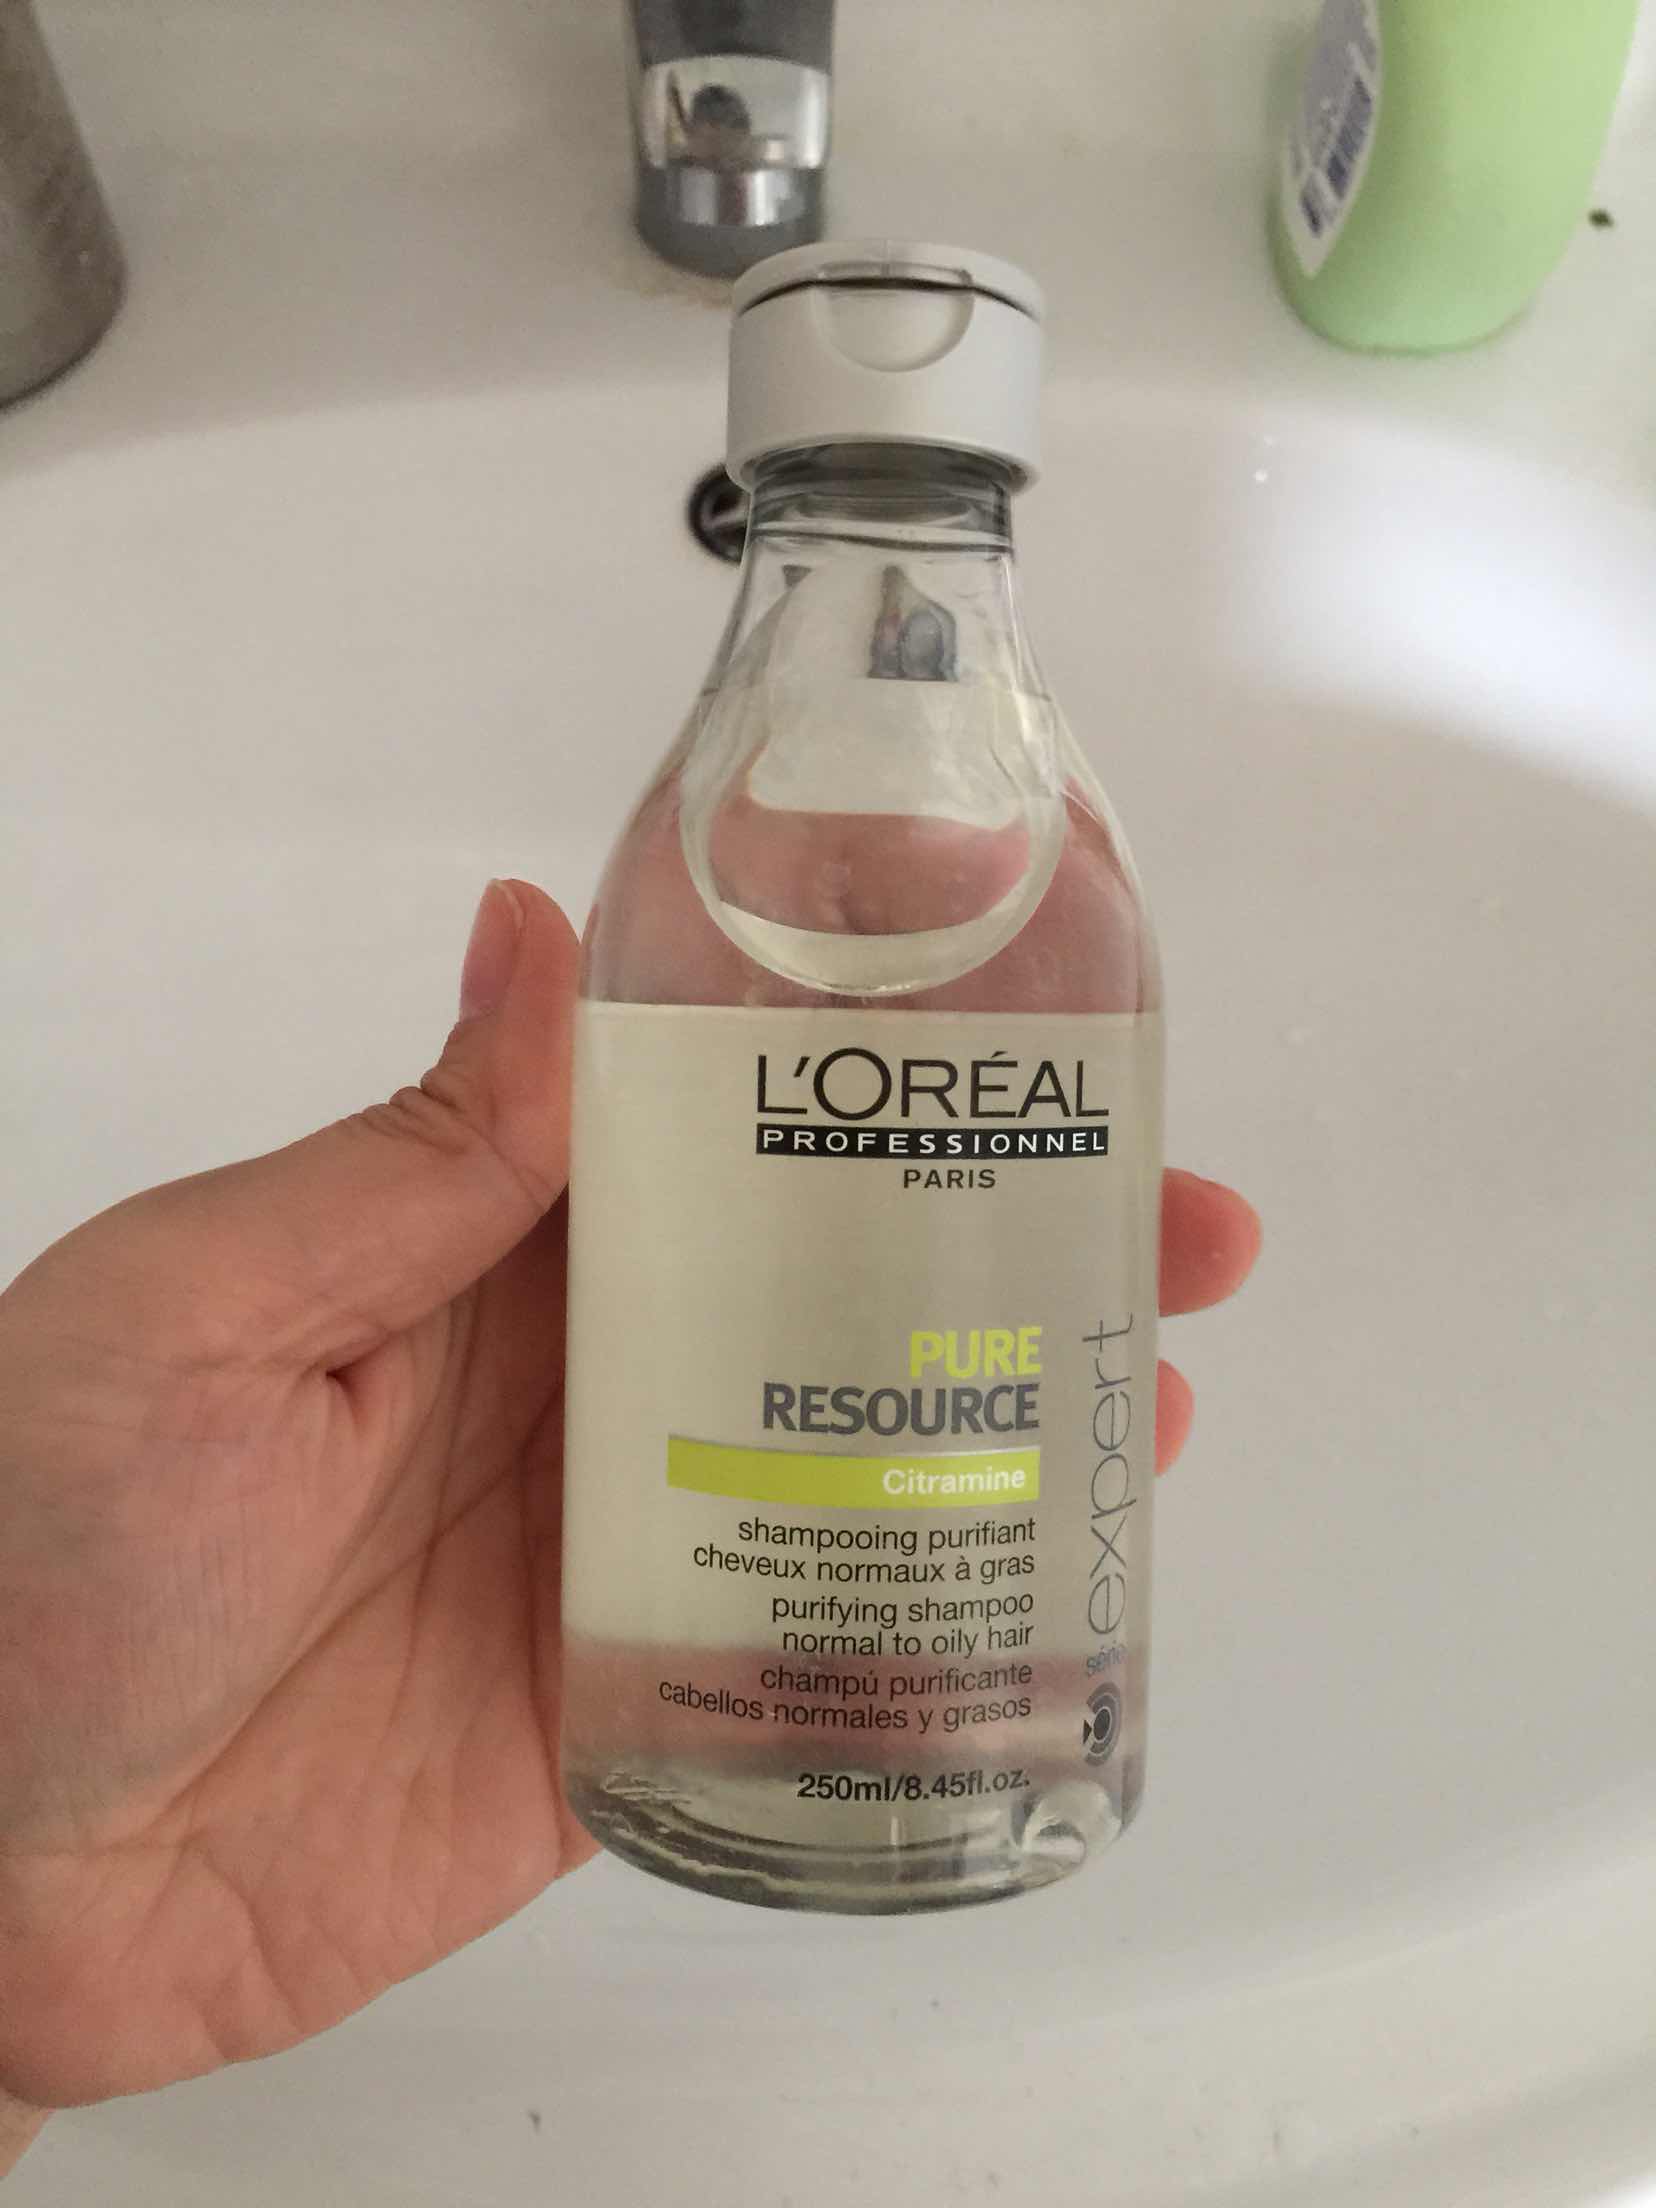 L'ORÉAL
PROFESSIONNEL
PARIS
PURE
RESOURCE
Citramine
shampooing purifiant
cheveux normaux à gras
purifying shampoo
normal to oily hair
champú purificante
cabellos normales y grasos
250ml/8.45fl.oz.
série expert